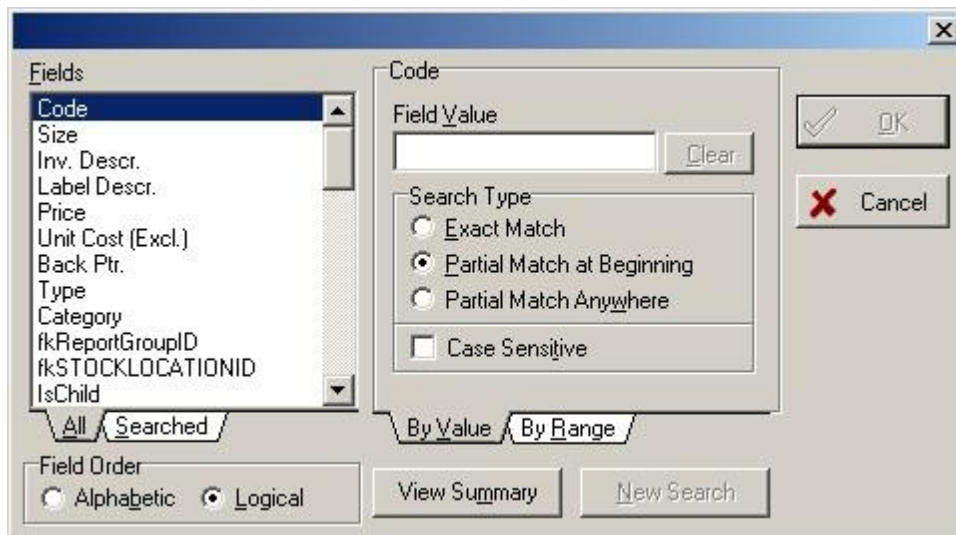 Fields
Code
Size
Inv. Descr.
Label Descr.
Price
Unit Cost (Excl.)
Back Ptr.
Type
Category
fkReportGroupID
fkSTOCKLOCATIONID
IsChild
All
Searched
Field Order
Alphabetic
Logical
Code
Field Value
Clear
Search Type
Exact Match
Partial Match at Beginning
Partial Match Anywhere
Case Sensitive
By Value
By Range
View Summary
New Search
OK
Cancel